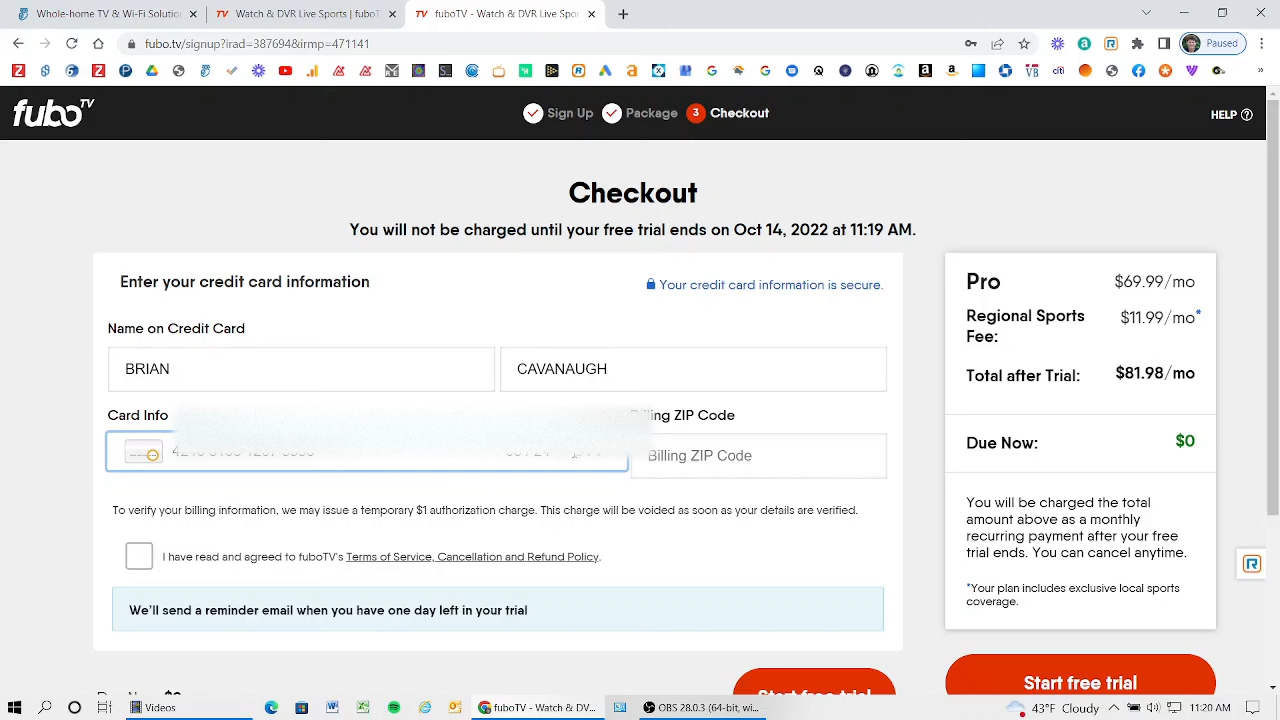 Whole-home TV & Wi-Fi Solution
Watch & DVR Live Sports | fuboT
fuboTV - Watch & DVR Live Spor
fubo.tv/signup?irad=387694&irmp=471141
Paused
fuboTV
Sign Up
Package
3 Checkout
HELP
Checkout
You will not be charged until your free trial ends on Oct 14, 2022 at 11:19 AM.
Enter your credit card information
Your credit card information is secure.
Name on Credit Card
BRIAN
CAVANAUGH
Card Info
Billing ZIP Code
Billing ZIP Code
To verify your billing information, we may issue a temporary $1 authorization charge. This charge will be voided as soon as your details are verified.
I have read and agreed to fuboTV's Terms of Service, Cancellation and Refund Policy.
We'll send a reminder email when you have one day left in your trial
Start free trial
Pro
$69.99/mo
Regional Sports
Fee:
$11.99/mo*
Total after Trial:
$81.98/mo
Due Now:
$0
You will be charged the total
amount above as a monthly
recurring payment after your free
trial ends. You can cancel anytime.
*Your plan includes exclusive local sports
coverage.
Start free trial
Videos
fuboTV - Watch & DV...
OBS 28.0.3 (64-bit, wi...
43°F Cloudy
11:20 AM